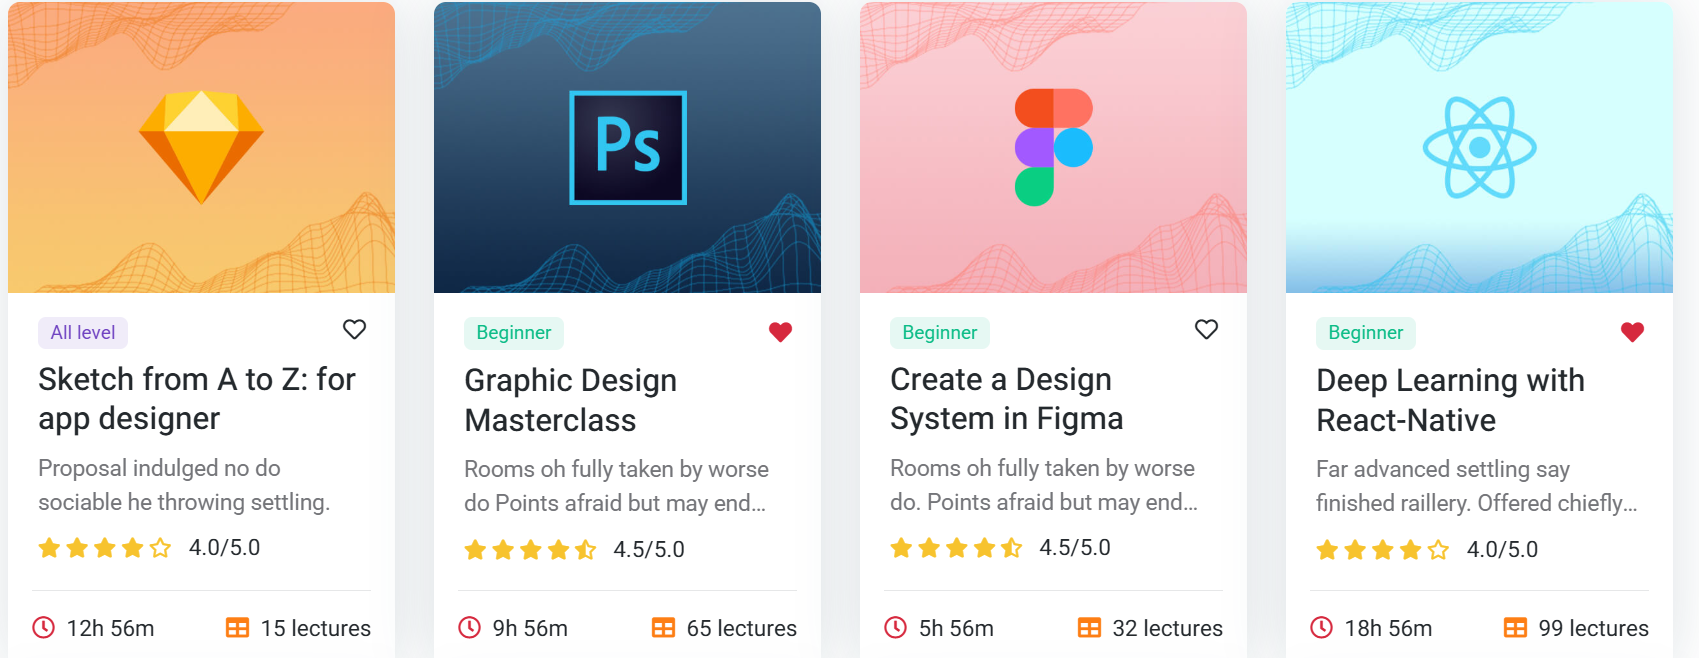 All level
Sketch from A to Z: for
app designer
Proposal indulged no do
sociable he throwing settling.
4.0/5.0
12h 56m
15 lectures
Ps
Beginner
Graphic Design
Masterclass
Rooms oh fully taken by worse
do Points afraid but may end...
4.5/5.0
9h 56m
65 lectures
Beginner
Create a Design
System in Figma
Rooms oh fully taken by worse
do. Points afraid but may end...
4.5/5.0
5h 56m
32 lectures
Beginner
Deep Learning with
React-Native
Far advanced settling say
finished raillery. Offered chiefly...
4.0/5.0
18h 56m
99 lectures